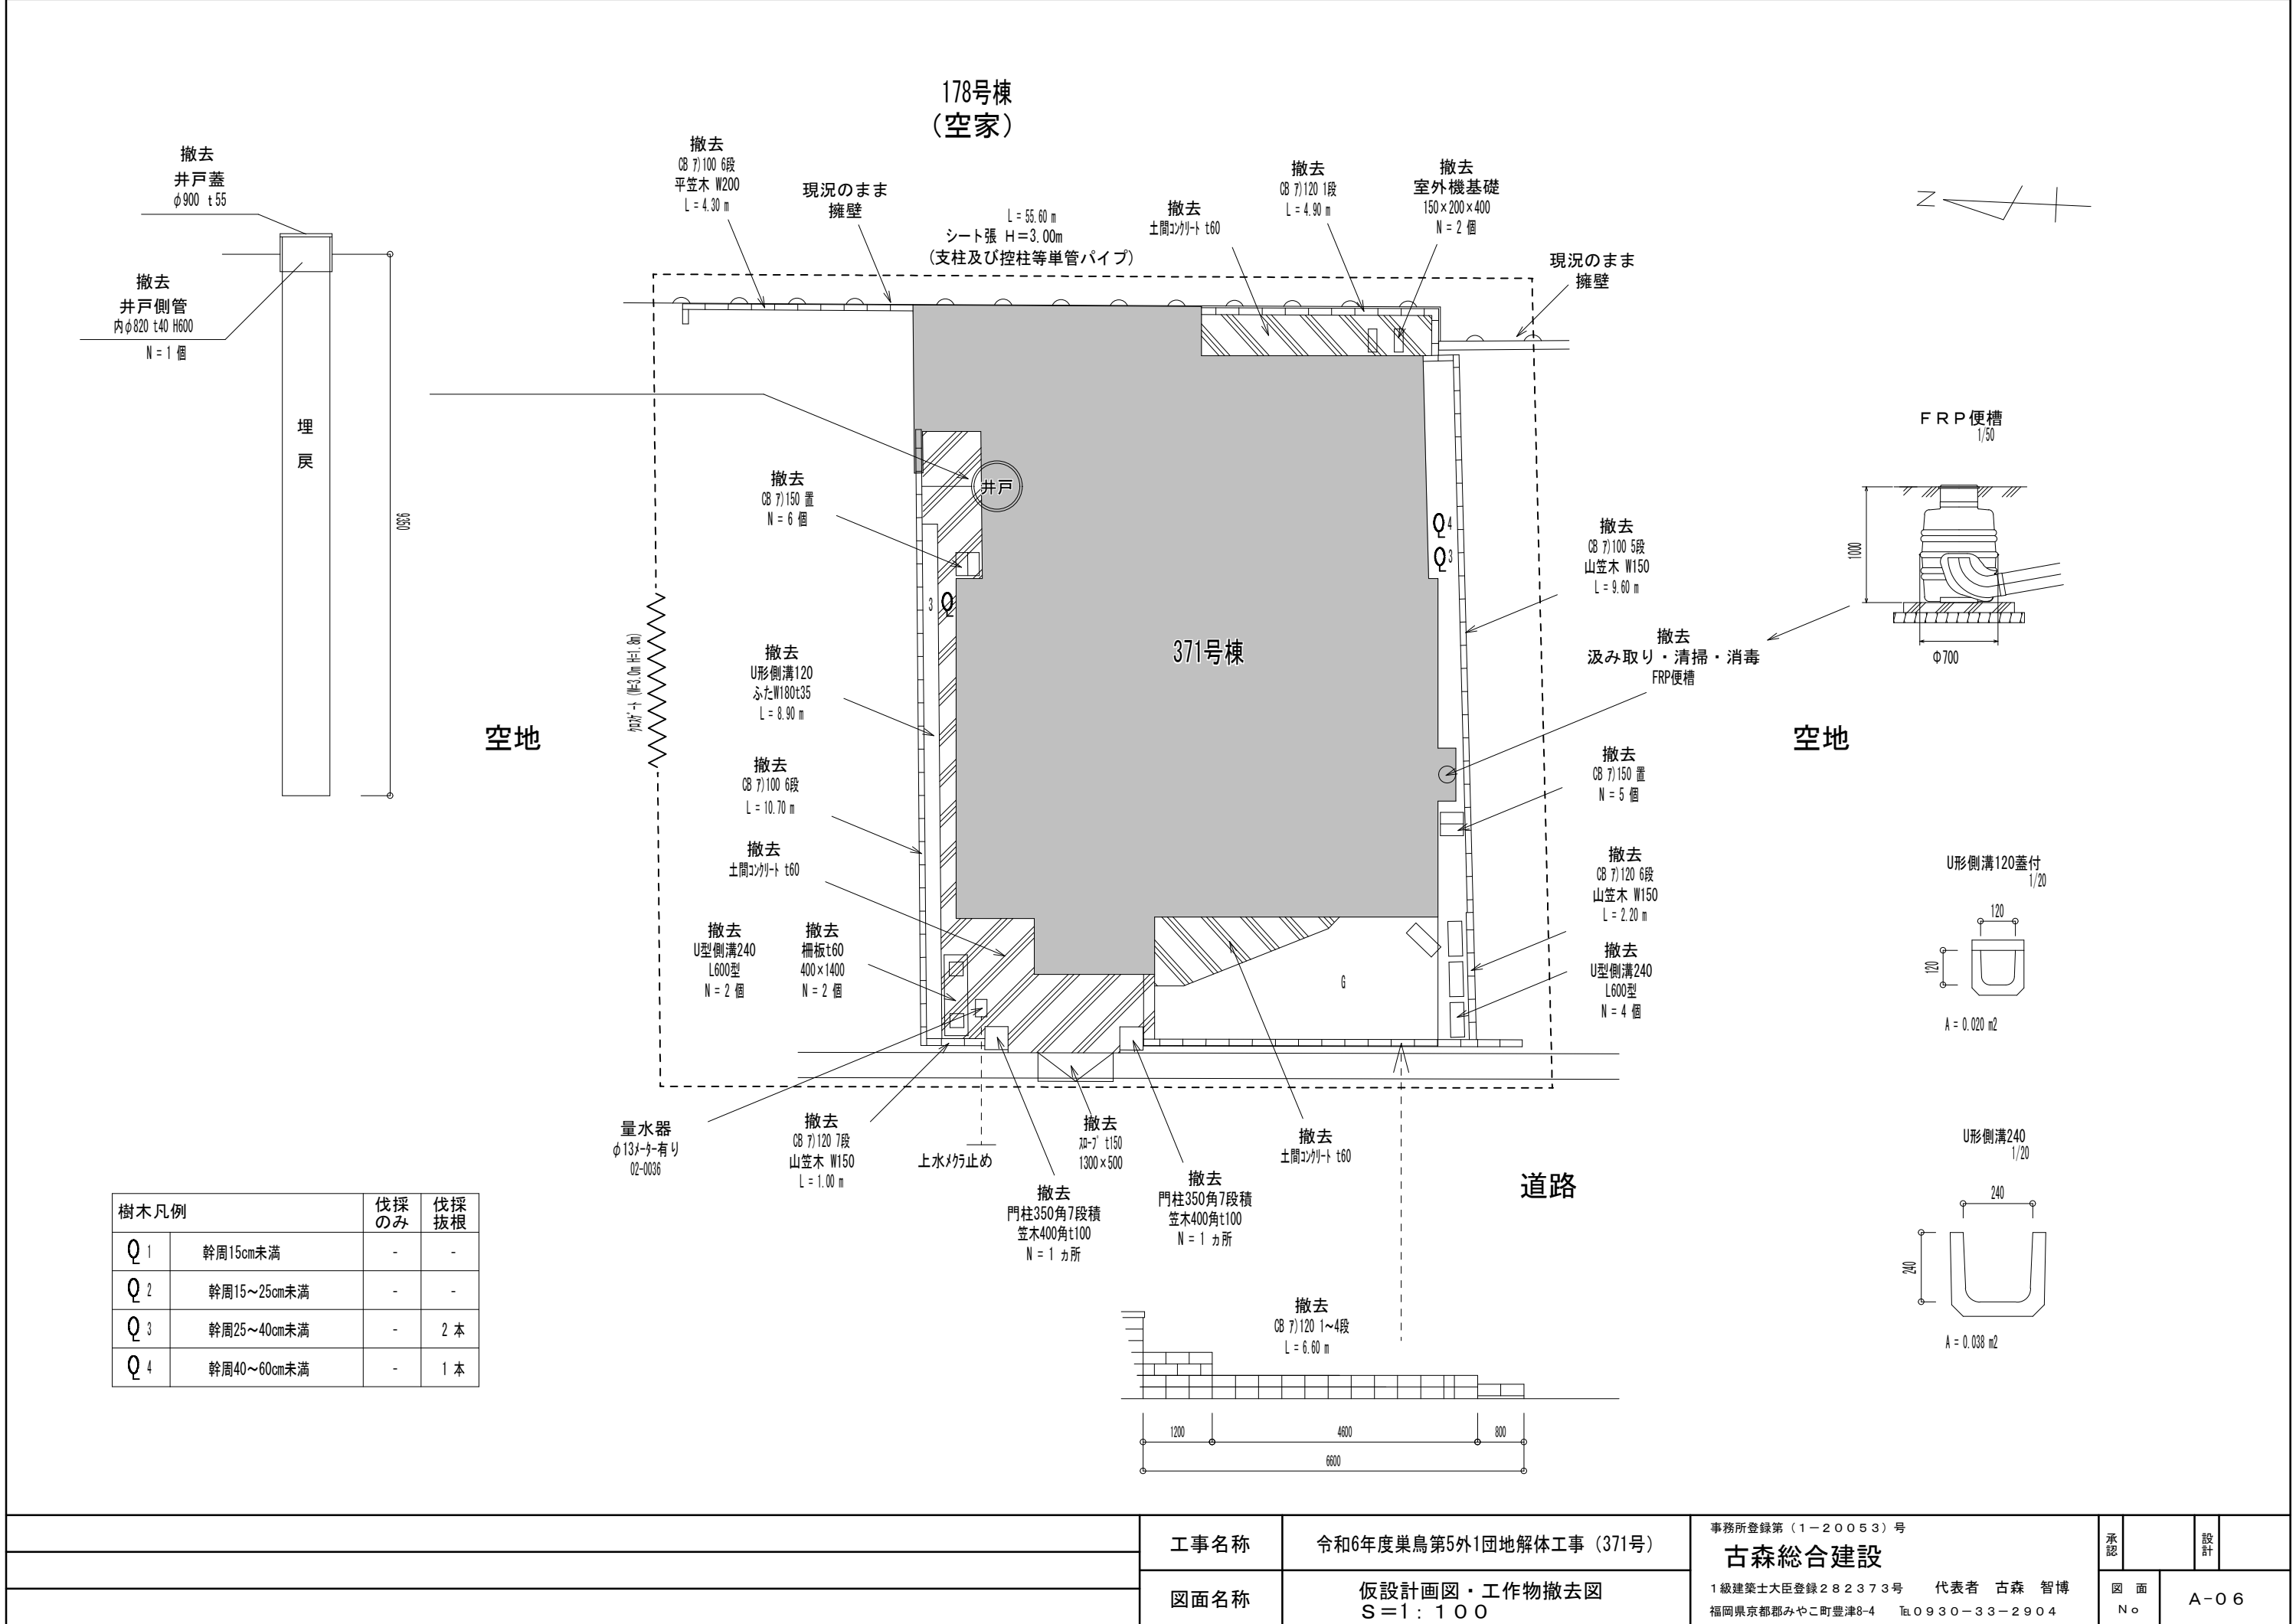 178号棟
(空家)
撤去
井戸蓋
φ900 t55
撤去
井戸側管
内φ820 t40 H600
N = 1 個
埋
戻
9350
撤去
CB ｱ)100 6段
平笠木 W200
L = 4.30 m
現況のまま
擁壁
L = 55.60 m
シート張 H＝3.00m
(支柱及び控柱等単管パイプ)
撤去
土間ｺﾝｸﾘｰﾄ t60
撤去
CB ｱ)120 1段
L = 4.90 m
撤去
室外機基礎
150×200×400
N = 2 個
現況のまま
擁壁
Z
FRP便槽
1/50
1000
Φ700
撤去
CB ｱ)150 置
N = 6 個
井戸
4
3
3
371号棟
撤去
CB ｱ)100 5段
山笠木 W150
L = 9.60 m
撤去
汲み取り・清掃・消毒
FRP便槽
ｸﾛｽｹﾞｰﾄ (W=3.0m H=1.8m)
空地
空地
撤去
U形側溝120
ふたW180t35
L = 8.90 m
撤去
CB ｱ)100 6段
L = 10.70 m
撤去
土間ｺﾝｸﾘｰﾄ t60
撤去
CB ｱ)150 置
N = 5 個
撤去
CB ｱ)120 6段
山笠木 W150
L = 2.20 m
撤去
U型側溝240
L600型
N = 2 個
撤去
柵板t60
400×1400
N = 2 個
撤去
U型側溝240
L600型
N = 4 個
G
U形側溝120蓋付
1/20
120
120
A = 0.020 m2
U形側溝240
1/20
240
240
A = 0.038 m2
量水器
φ13ﾒｰﾀｰ有り
02-0036
撤去
CB ｱ)120 7段
山笠木 W150
L = 1.00 m
上水ﾒｸﾗ止め
撤去
門柱350角7段積
笠木400角t100
N = 1 ヵ所
撤去
ｽﾛｰﾌﾟ t150
1300×500
撤去
門柱350角7段積
笠木400角t100
N = 1 ヵ所
撤去
土間ｺﾝｸﾘｰﾄ t60
道路
撤去
CB ｱ)120 1～4段
L = 6.60 m
1200 4600 800
6600
樹木凡例 伐採のみ 伐採抜根
1 幹周15cm未満 - -
2 幹周15～25cm未満 - -
3 幹周25～40cm未満 - 2 本
4 幹周40～60cm未満 - 1 本
工事名称 令和6年度巣鳥第5外1団地解体工事（371号）
図面名称 仮設計画図・工作物撤去図
S＝1：100
事務所登録第（1－20053）号
古森総合建設
1級建築士大臣登録282373号 代表者 古森 智博
福岡県京都郡みやこ町豊津8-4 ℡0930－33－2904
承認 設計
図面No A-06